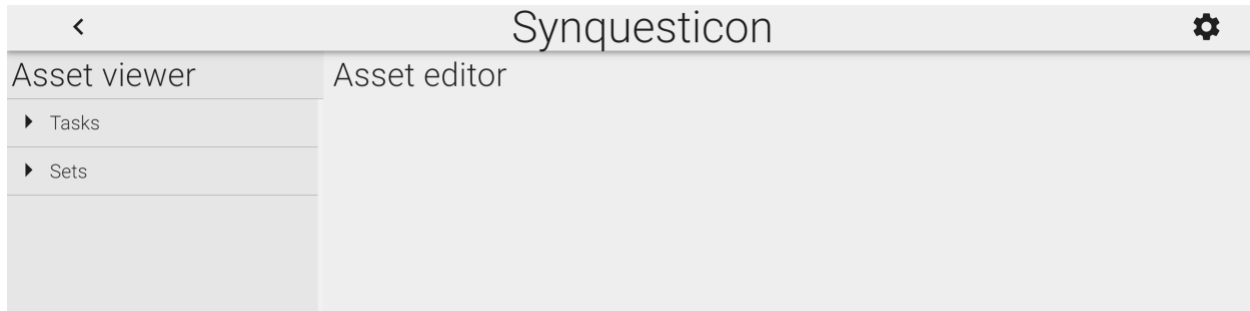 Synquesticon
Asset viewer
Asset editor
Tasks
Sets